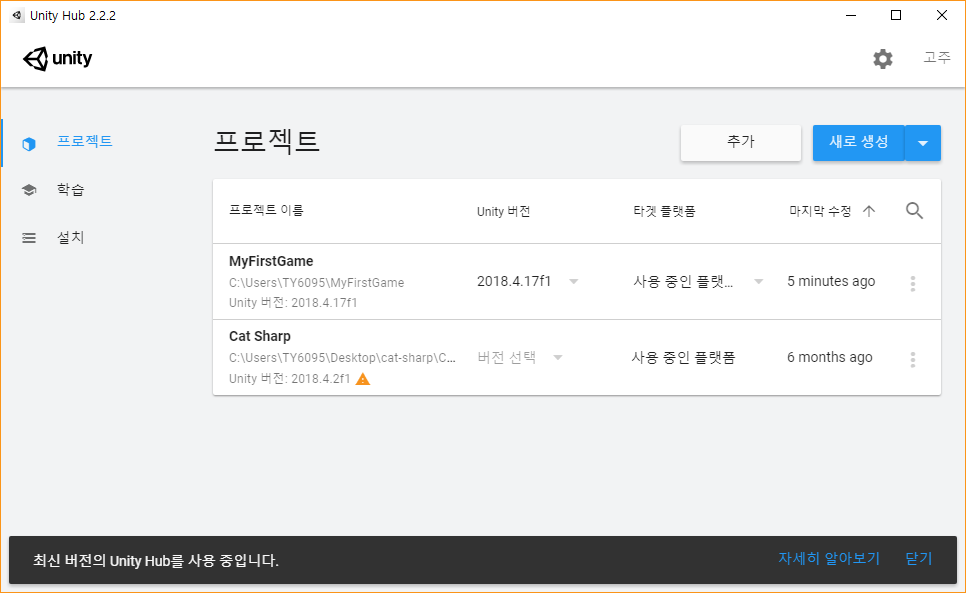 Unity Hub 2.2.2
unity
고주
프로젝트
학습
설치
프로젝트
추가
새로 생성
프로젝트 이름
Unity 버전
타겟 플랫폼
마지막 수정
MyFirstGame
C:\Users\TY6095\MyFirstGame
Unity 버전: 2018.4.17f1
2018.4.17f1
사용 중인 플랫...
5 minutes ago
Cat Sharp
C:\Users\TY6095\Desktop\cat-sharp\C...
Unity 버전: 2018.4.2f1
버전 선택
사용 중인 플랫폼
6 months ago
최신 버전의 Unity Hub를 사용 중입니다.
자세히 알아보기
닫기